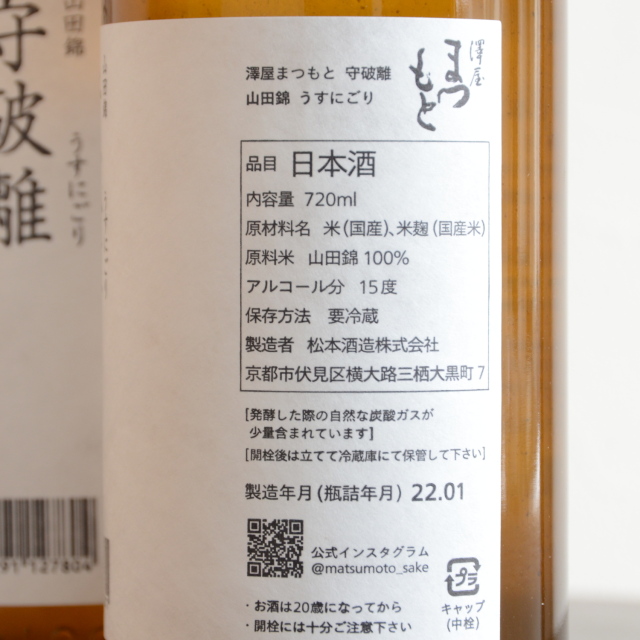 山田錦
守破離
うすにごり
山田錦
うすにごり
澤屋まつもと 守破離
山田錦 うすにごり
澤屋
まつもと
品目 日本酒
内容量 720ml
原材料名 米(国産)、米麹(国産米)
原料米 山田錦 100%
アルコール分 15度
保存方法 要冷蔵
製造者 松本酒造株式会社
京都市伏見区横大路三栖大黒町7
[発酵した際の自然な炭酸ガスが
少量含まれています]
[開栓後は立てて冷蔵庫にて保管して下さい]
製造年月(瓶詰年月) 22.01
公式インスタグラム
@matsumoto_sake
プラ
キャップ
(中栓)
・お酒は20歳になってから
・開栓には十分ご注意下さい
91127804